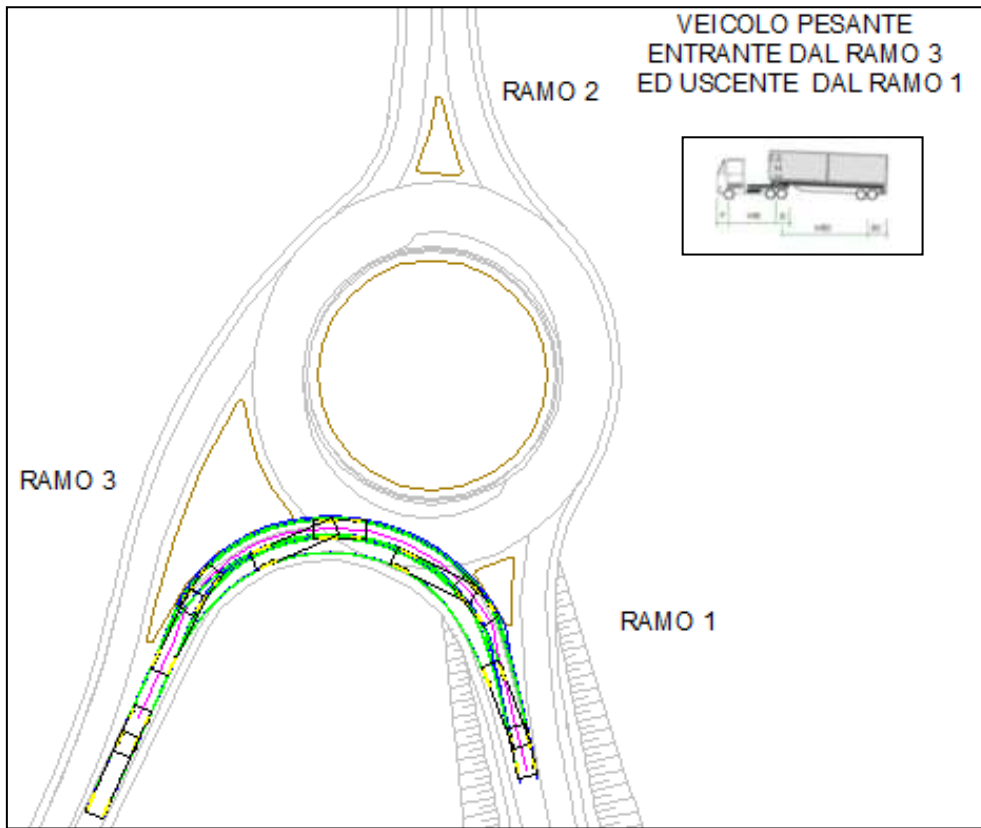 VEICOLO PESANTE
ENTRANTE DAL RAMO 3
ED USCENTE DAL RAMO 1
RAMO 2
RAMO 3
RAMO 1